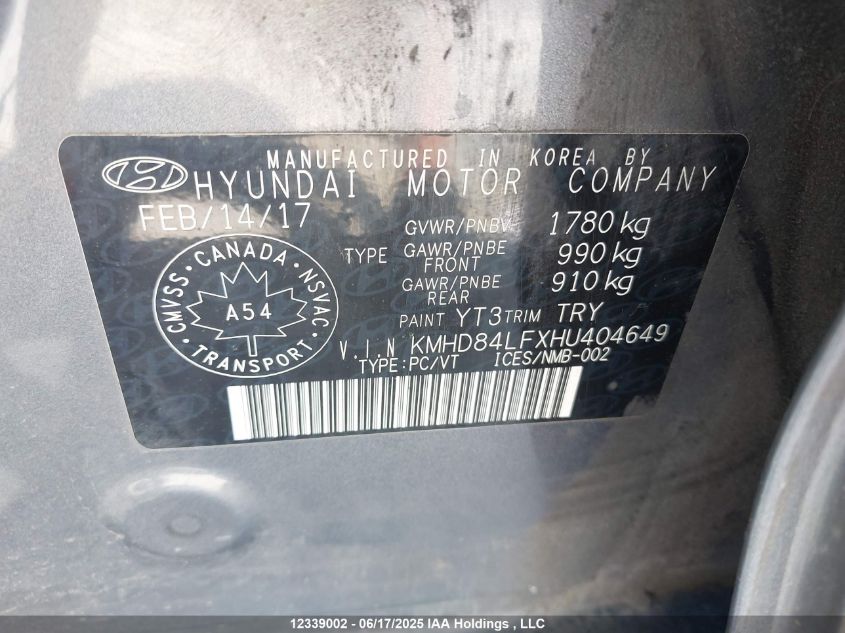 MANUFACTURED IN KOREA BY
HYUNDAI MOTOR COMPANY
FEB/14/17
GVWR/PNBV 1780 kg
TYPE GAWR/PNBE FRONT 990 kg
GAWR/PNBE REAR 910 kg
PAINT YT3 TRIM TRY
V.I.N KMHD84LFXHU404649
TYPE:PC/VT ICES/NMB-002
CMVSS • CANADA • NSVAC • TRANSPORT •
A54
12339002 - 06/17/2025 IAA Holdings , LLC